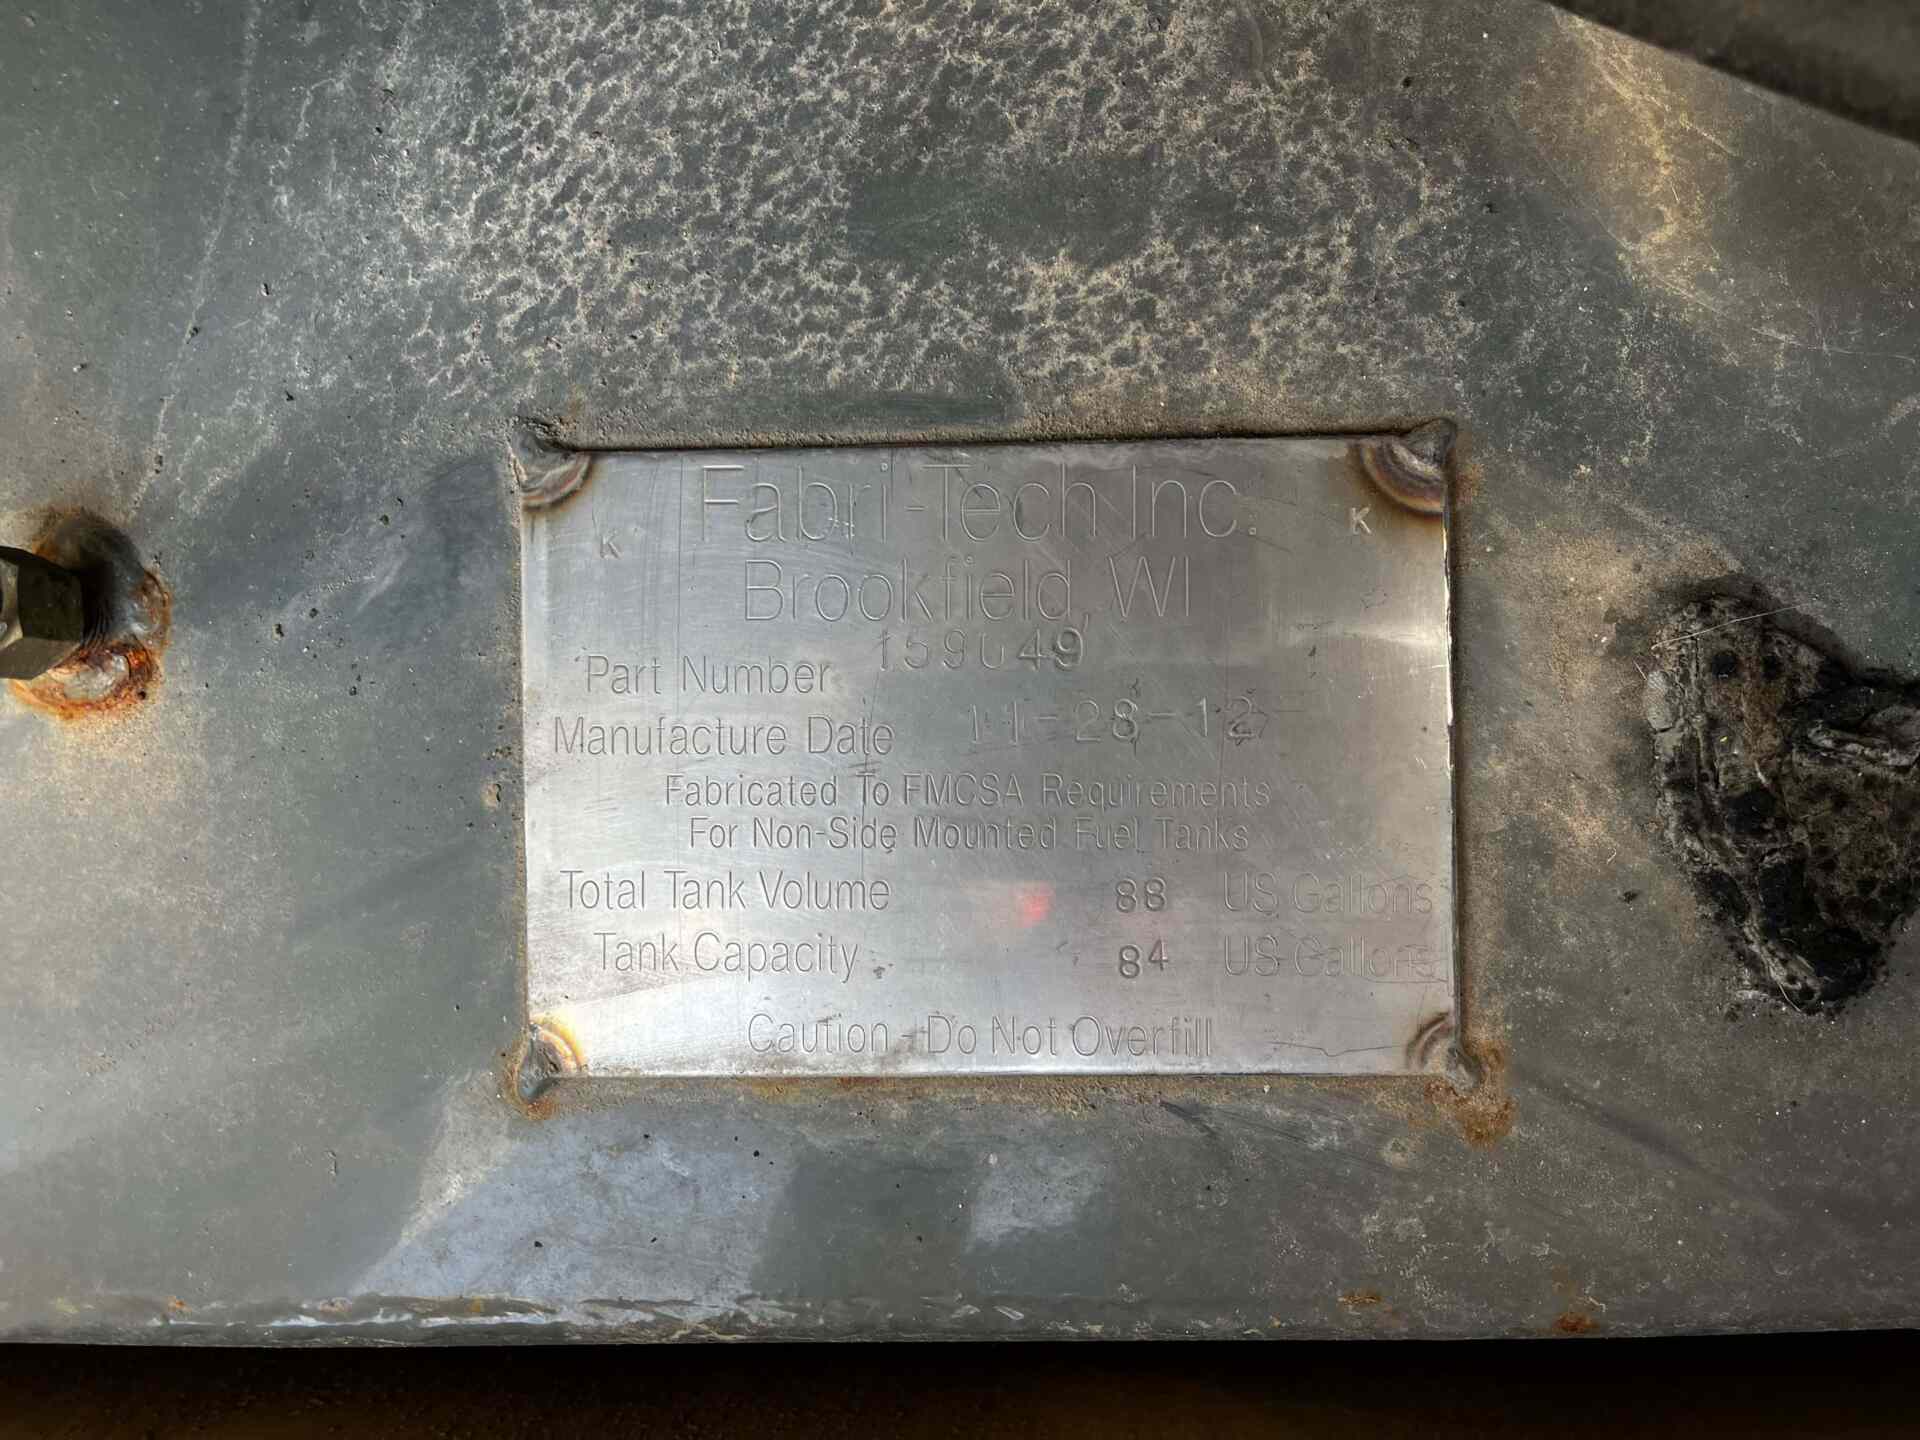 Fabri-Tech Inc.
K K
Brookfield, WI
Part Number 159049
Manufacture Date 11-28-12
Fabricated To FMCSA Requirements
For Non-Side Mounted Fuel Tanks
Total Tank Volume 88 US Gallons
Tank Capacity 84 US Gallons
Caution - Do Not Overfill